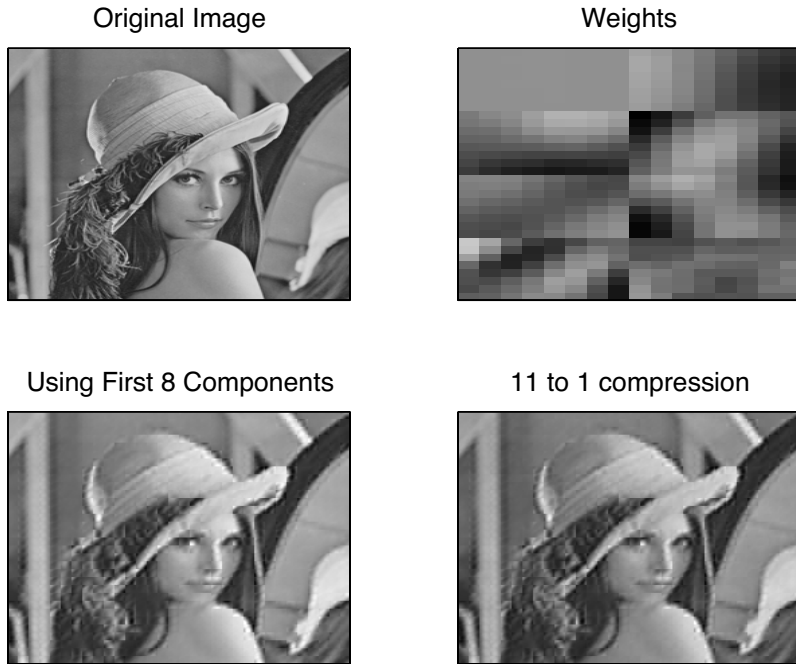 Original Image
Weights
Using First 8 Components
11 to 1 compression